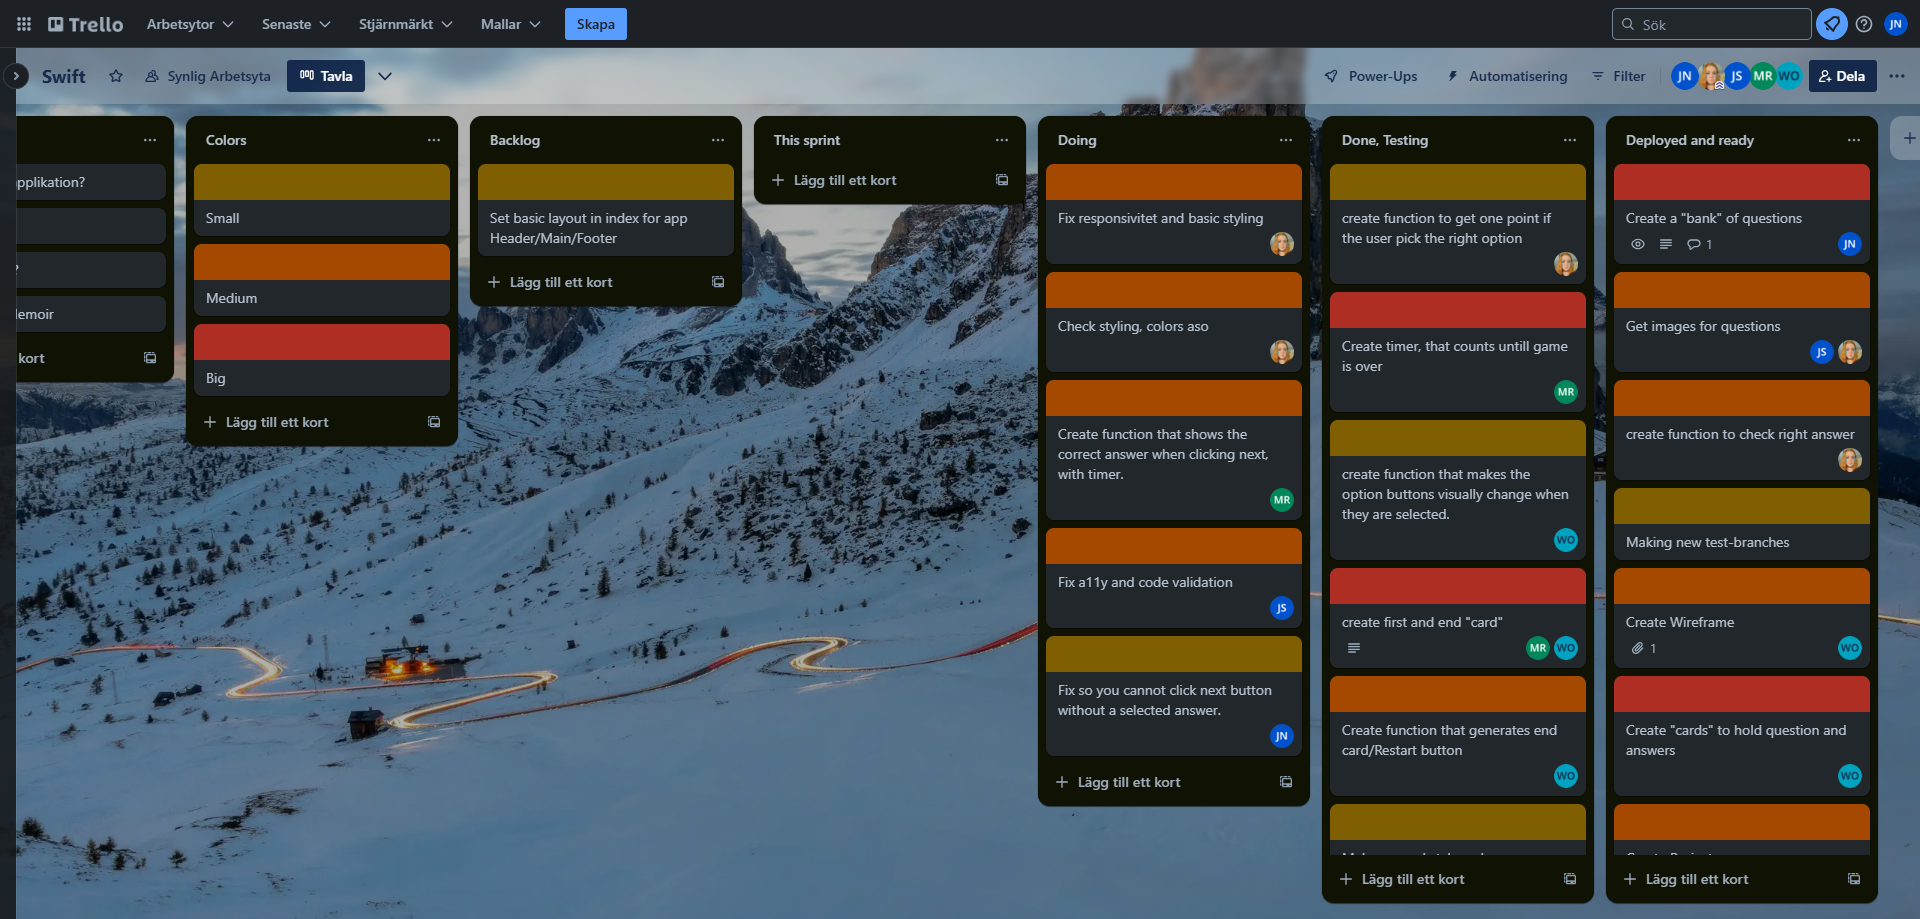 Trello
Arbetsytor
Senaste
Stjärnmärkt
Mallar
Skapa
Sök
JN
Swift
Synlig Arbetsyta
Tavla
Power-Ups
Automatisering
Filter
JN
JS
MR
WO
Dela
applikation?
?
kort
Colors
Small
Medium
Big
Lägg till ett kort
Backlog
Set basic layout in index for app
Header/Main/Footer
Lägg till ett kort
This sprint
Lägg till ett kort
Doing
Fix responsivitet and basic styling
Check styling, colors aso
Create function that shows the
correct answer when clicking next,
with timer.
MR
Fix a11y and code validation
JS
Fix so you cannot click next button
without a selected answer.
JN
Lägg till ett kort
Done, Testing
create function to get one point if
the user pick the right option
Create timer, that counts untill game
is over
MR
create function that makes the
option buttons visually change when
they are selected.
WO
create first and end "card"
MR
WO
Create function that generates end
card/Restart button
WO
Lägg till ett kort
Deployed and ready
Create a "bank" of questions
1
JN
Get images for questions
JS
create function to check right answer
Making new test-branches
Create Wireframe
1
WO
Create "cards" to hold question and
answers
WO
Lägg till ett kort